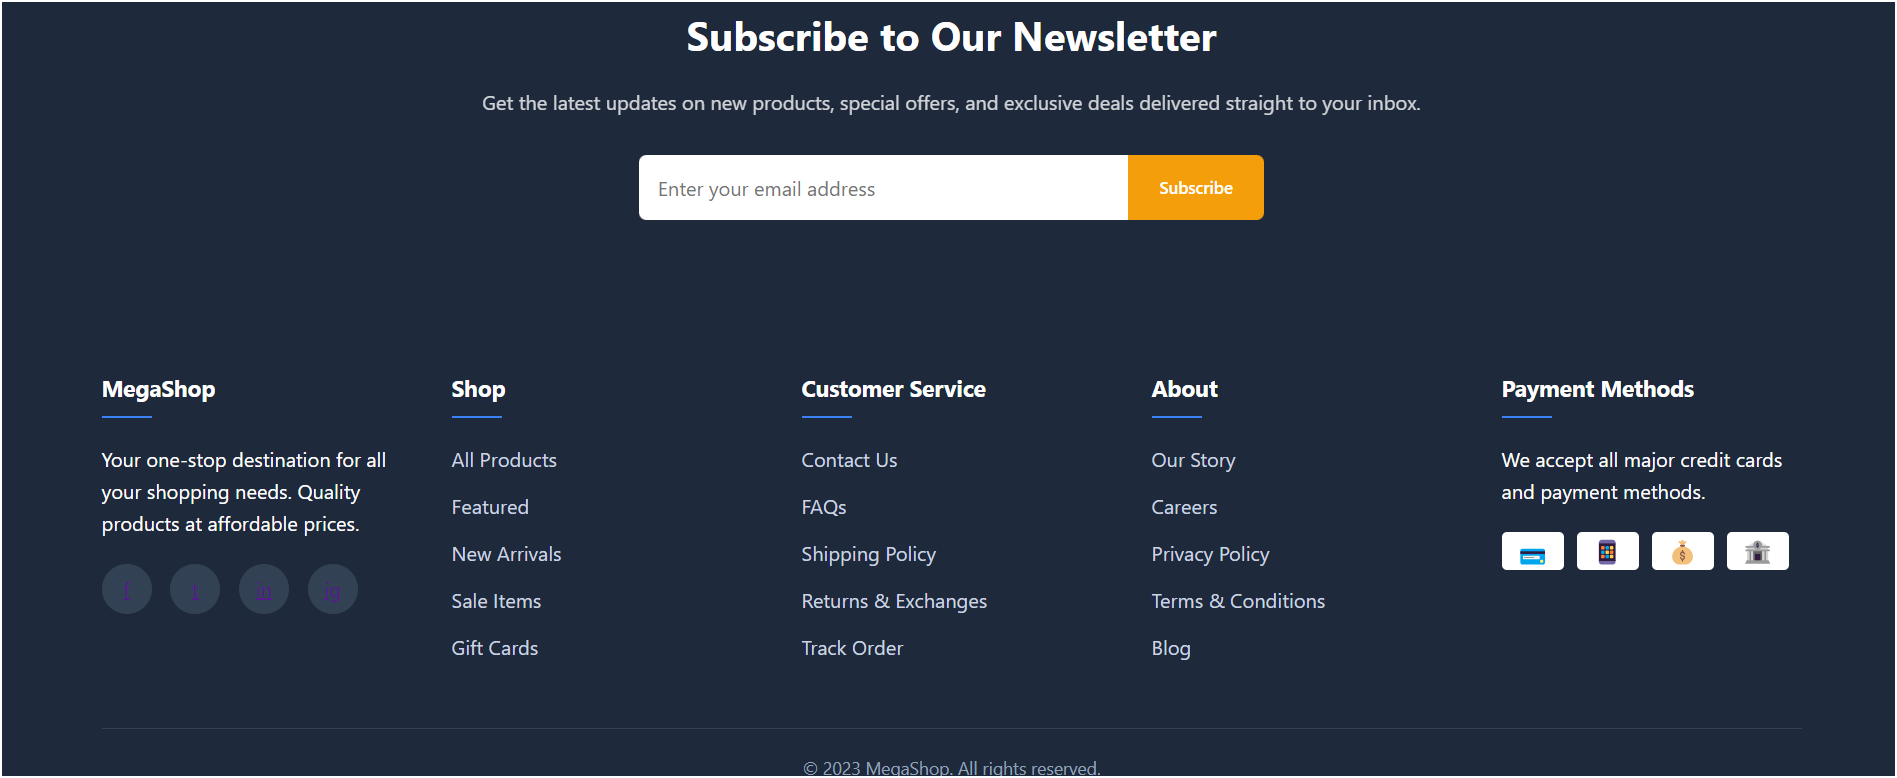 Subscribe to Our Newsletter
Get the latest updates on new products, special offers, and exclusive deals delivered straight to your inbox.
Enter your email address
Subscribe
MegaShop
Your one-stop destination for all
your shopping needs. Quality
products at affordable prices.
f
t
in
ig
Shop
All Products
Featured
New Arrivals
Sale Items
Gift Cards
Customer Service
Contact Us
FAQs
Shipping Policy
Returns & Exchanges
Track Order
About
Our Story
Careers
Privacy Policy
Terms & Conditions
Blog
Payment Methods
We accept all major credit cards
and payment methods.
© 2023 MegaShop. All rights reserved.